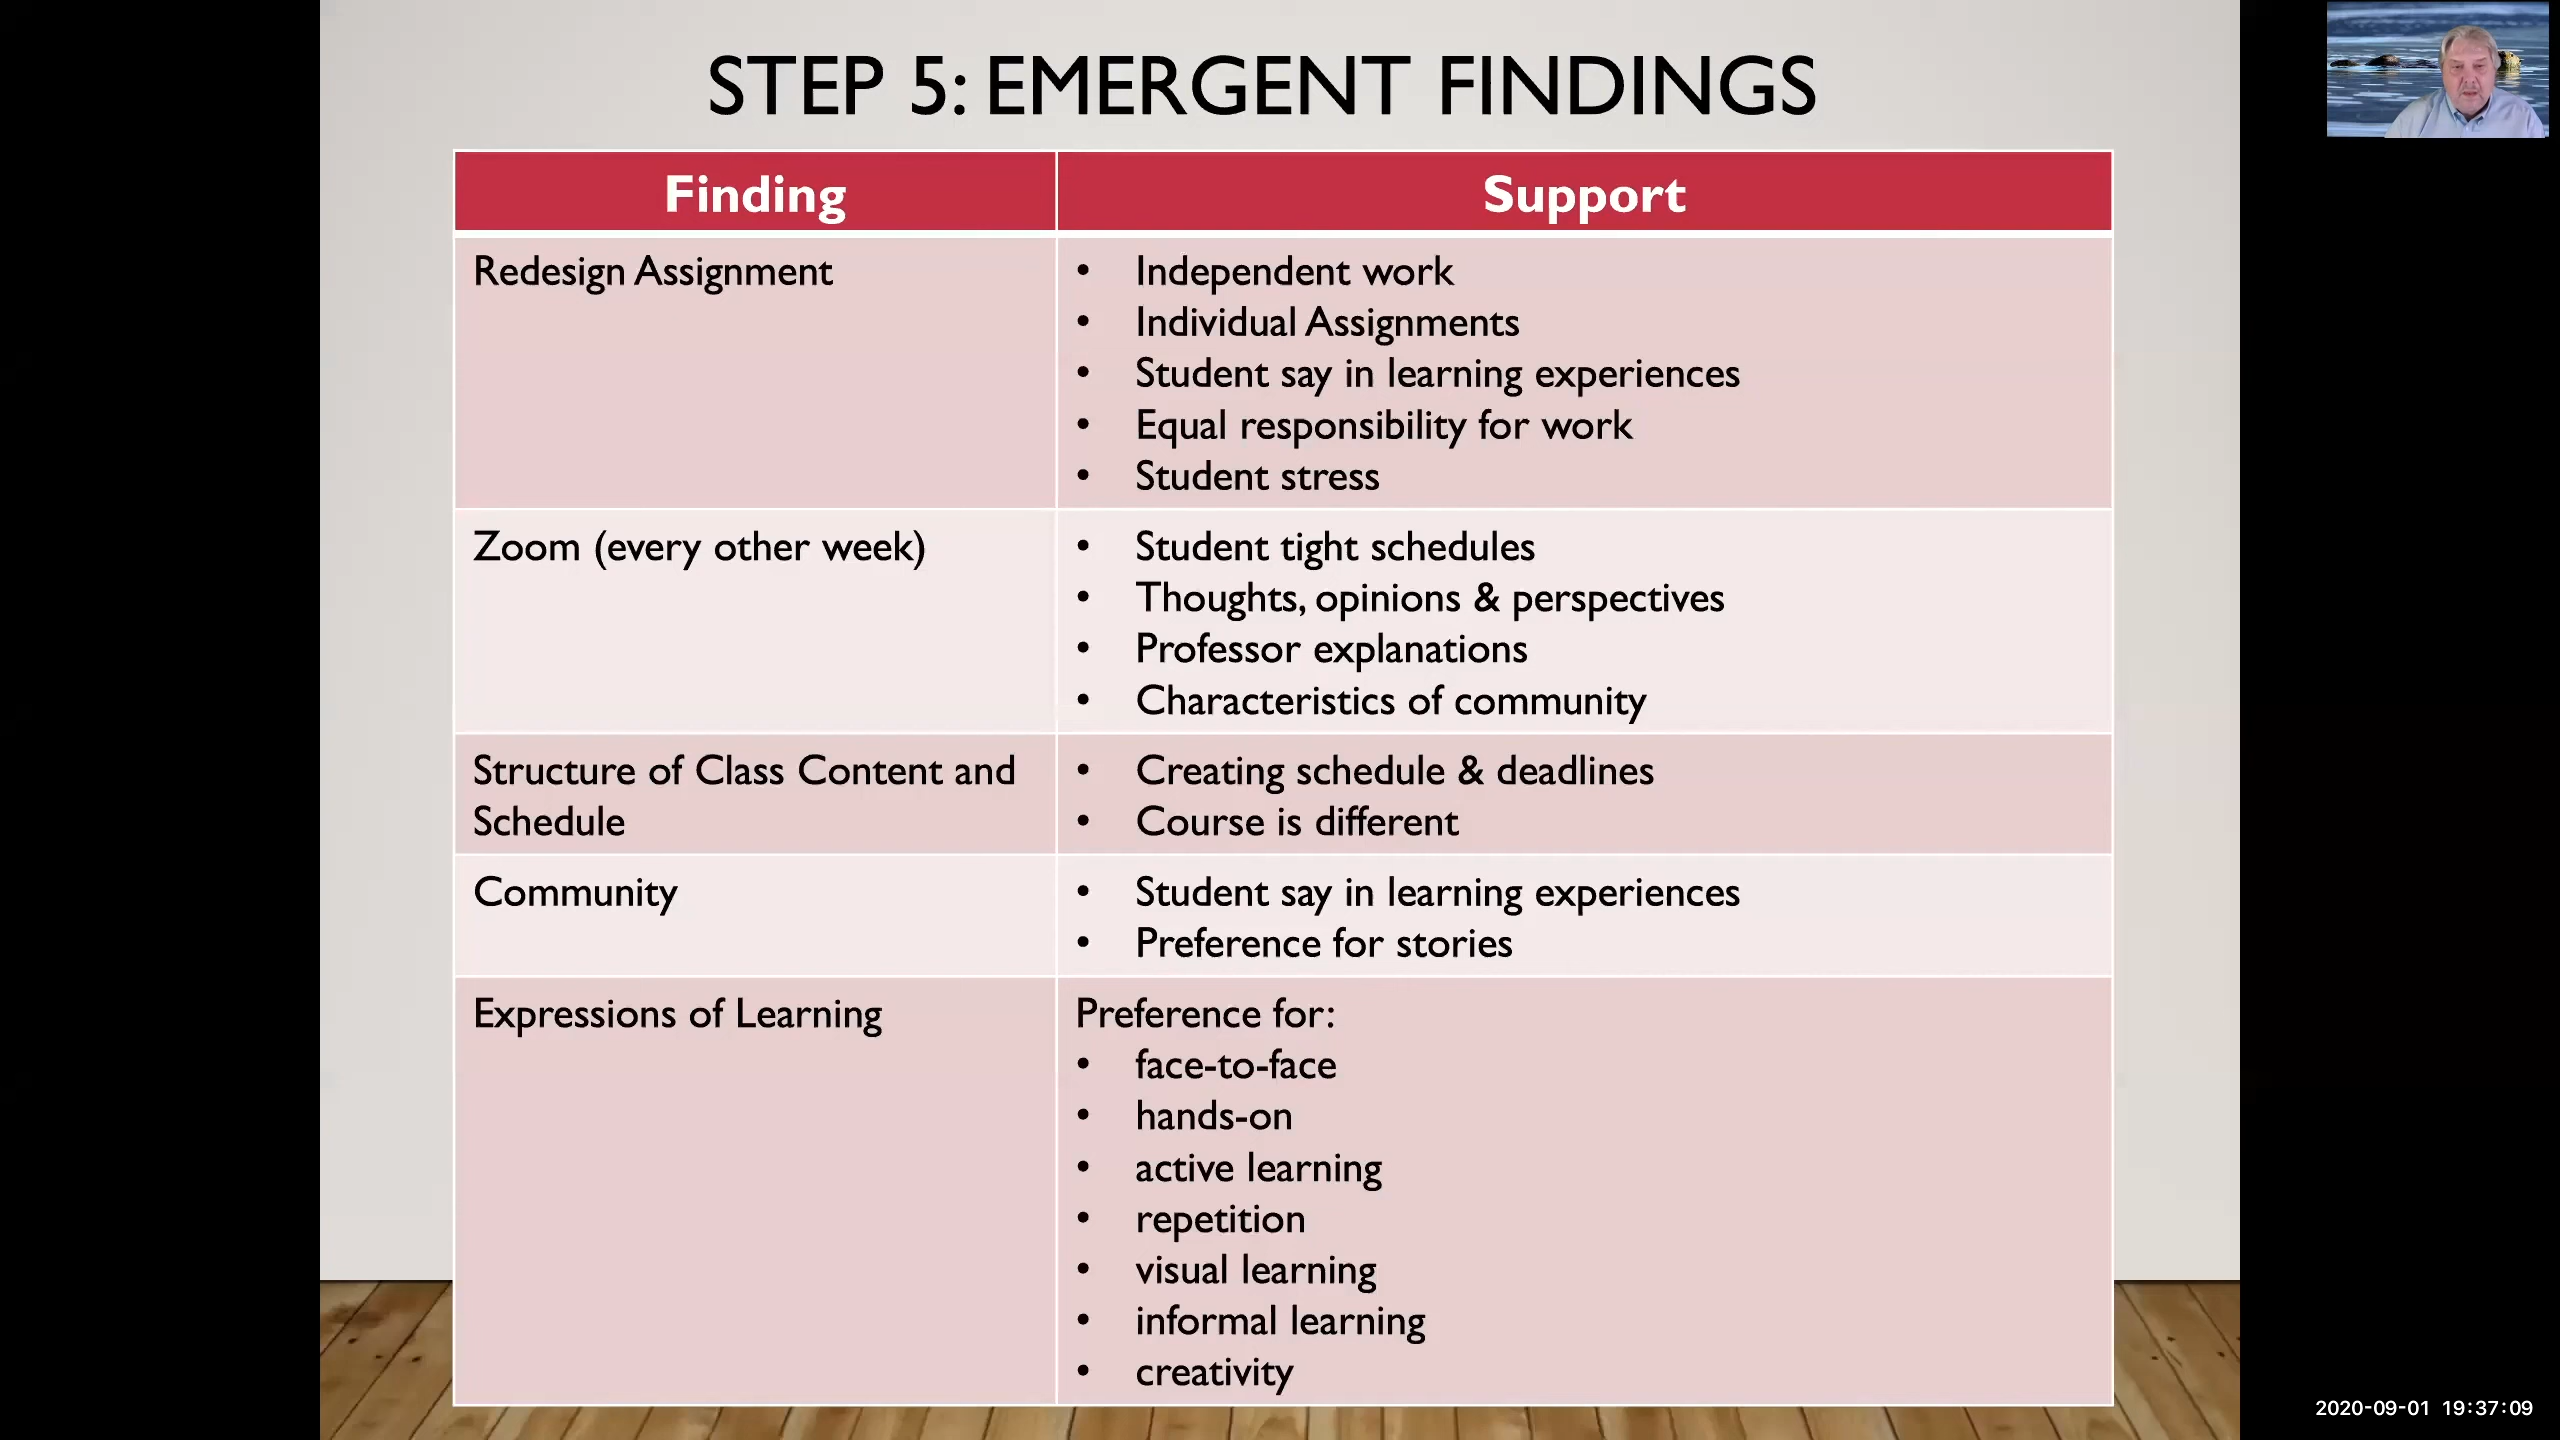 STEP 5: EMERGENT FINDINGS
Finding
Support
Redesign Assignment
• Independent work
• Individual Assignments
• Student say in learning experiences
• Equal responsibility for work
• Student stress
Zoom (every other week)
• Student tight schedules
• Thoughts, opinions & perspectives
• Professor explanations
• Characteristics of community
Structure of Class Content and
Schedule
• Creating schedule & deadlines
• Course is different
Community
• Student say in learning experiences
• Preference for stories
Expressions of Learning
Preference for:
• face-to-face
• hands-on
• active learning
• repetition
• visual learning
• informal learning
• creativity
2020-09-01 19:37:09